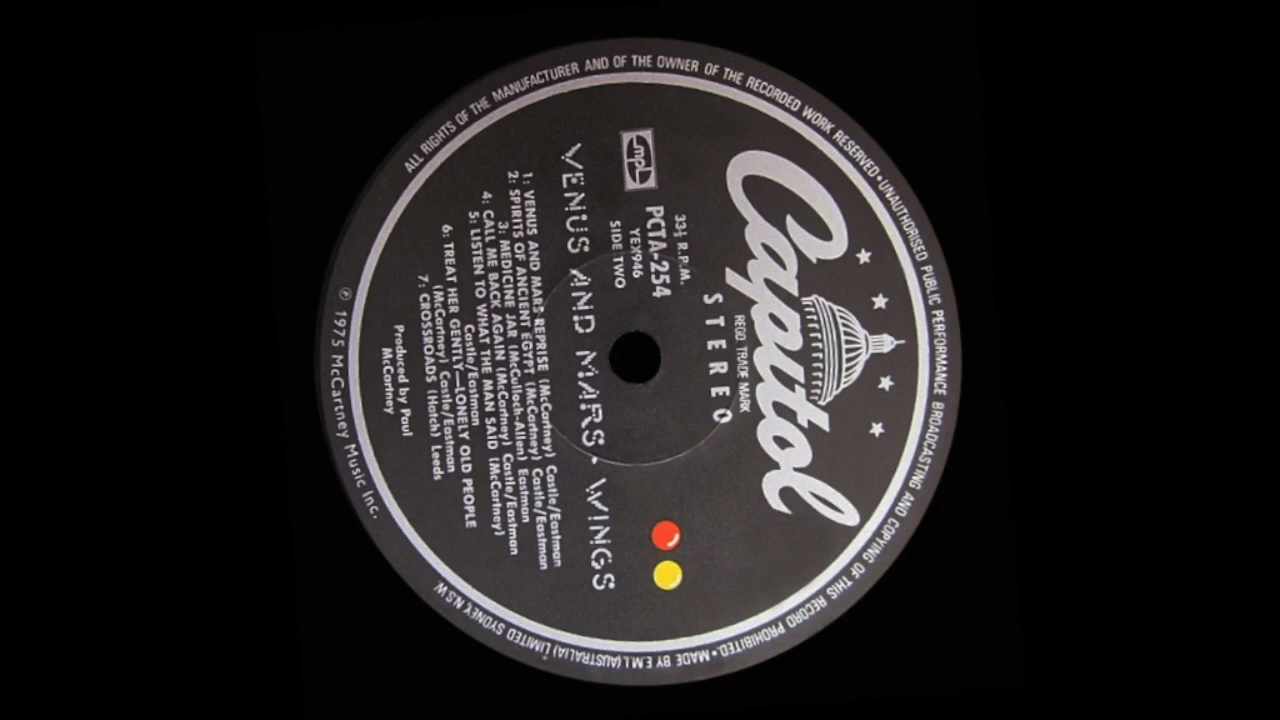 ALL RIGHTS OF THE MANUFACTURER AND OF THE OWNER OF THE RECORDED WORK RESERVED • UNAUTHORISED PUBLIC PERFORMANCE BROADCASTING AND COPYING OF THIS RECORD PROHIBITED. • MADE BY E.M.I. (AUSTRALIA) LIMITED SYDNEY, N.S.W.
Capitol
REGD. TRADE MARK
STEREO
mpl
33⅓ R.P.M.
PCTA-254
YEX946
SIDE TWO
VENUS AND MARS • WINGS
1: VENUS AND MARS-REPRISE (McCartney) Castle/Eastman
2: SPIRITS OF ANCIENT EGYPT (McCartney) Castle/Eastman
3: MEDICINE JAR (McCulloch-Allen) Eastman
4: CALL ME BACK AGAIN (McCartney) Castle/Eastman
5: LISTEN TO WHAT THE MAN SAID (McCartney)
Castle/Eastman
6: TREAT HER GENTLY—LONELY OLD PEOPLE
(McCartney) Castle/Eastman
7: CROSSROADS (Hatch) Leeds
Produced by Paul
McCartney
℗ 1975 McCartney Music Inc.